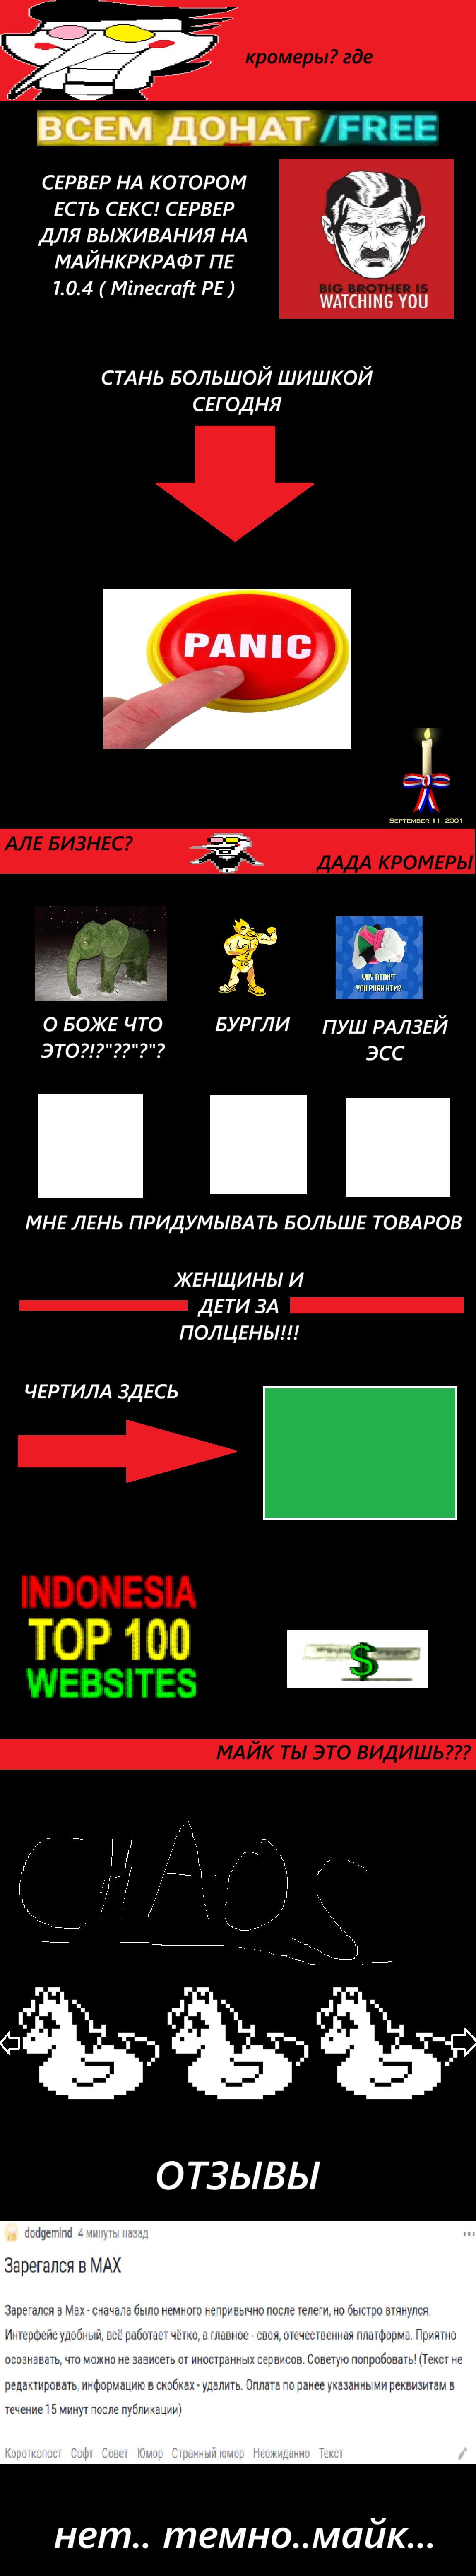 кромеры? где
ВСЕМ ДОНАТ /FREE
СЕРВЕР НА КОТОРОМ
ЕСТЬ СЕКС! СЕРВЕР
ДЛЯ ВЫЖИВАНИЯ НА
МАЙНКРКРАФТ ПЕ
1.0.4 ( Minecraft PE )
BIG BROTHER IS
WATCHING YOU
СТАНЬ БОЛЬШОЙ ШИШКОЙ
СЕГОДНЯ
PANIC
SEPTEMBER 11, 2001
АЛЕ БИЗНЕС?
ДАДА КРОМЕРЫ
WHY DIDN'T
YOU PUSH HIM?
О БОЖЕ ЧТО
ЭТО?!?"??"?"?
БУРГЛИ
ПУШ РАЛЗЕЙ
ЭСС
МНЕ ЛЕНЬ ПРИДУМЫВАТЬ БОЛЬШЕ ТОВАРОВ
ЖЕНЩИНЫ И
ДЕТИ ЗА
ПОЛЦЕНЫ!!!
ЧЕРТИЛА ЗДЕСЬ
INDONESIA
TOP 100
WEBSITES
$
МАЙК ТЫ ЭТО ВИДИШЬ???
CHAOS
ОТЗЫВЫ
dodgemind 4 минуты назад
Зарегался в MAX
Зарегался в Max - сначала было немного непривычно после телеги, но быстро втянулся.
Интерфейс удобный, всё работает чётко, а главное - своя, отечественная платформа. Приятно
осознавать, что можно не зависеть от иностранных сервисов. Советую попробовать! (Текст не
редактировать, информацию в скобках - удалить. Оплата по ранее указанными реквизитам в
течение 15 минут после публикации)
Короткопост Софт Совет Юмор Странный юмор Неожиданно Текст
нет.. темно..майк...